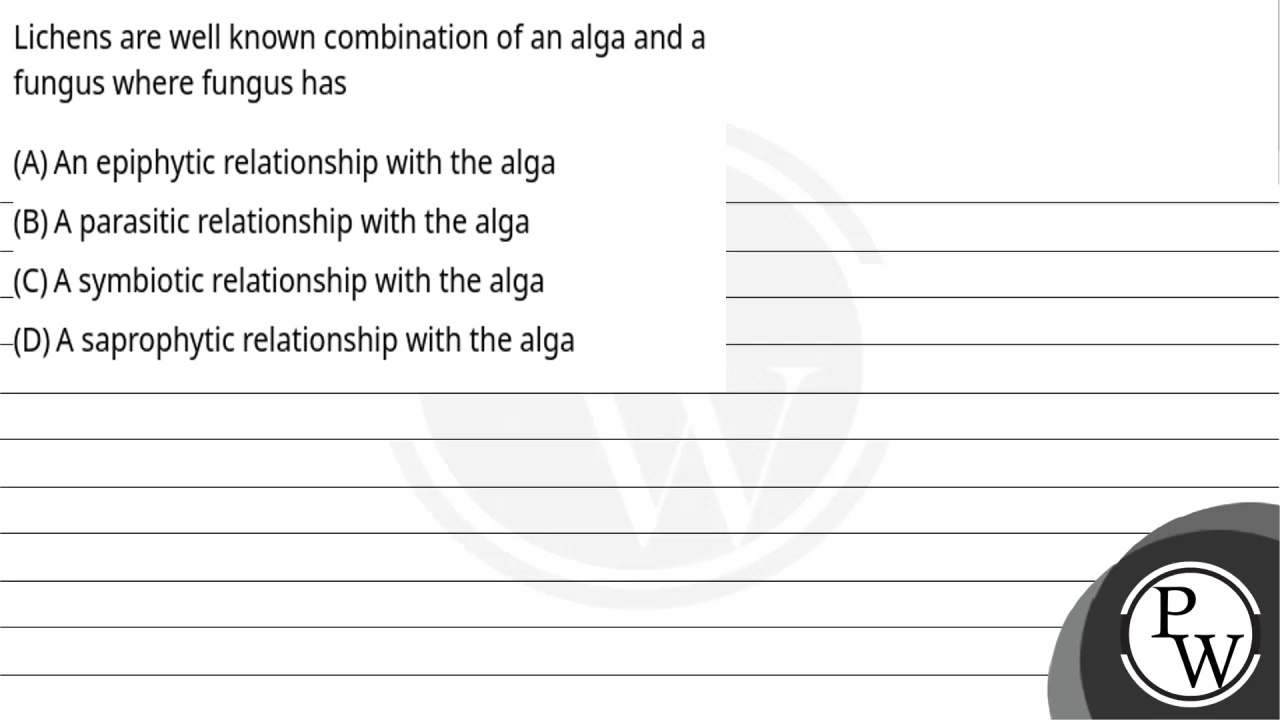 Lichens are well known combination of an alga and a
fungus where fungus has
(A) An epiphytic relationship with the alga
(B) A parasitic relationship with the alga
(C) A symbiotic relationship with the alga
(D) A saprophytic relationship with the alga
W
P
W